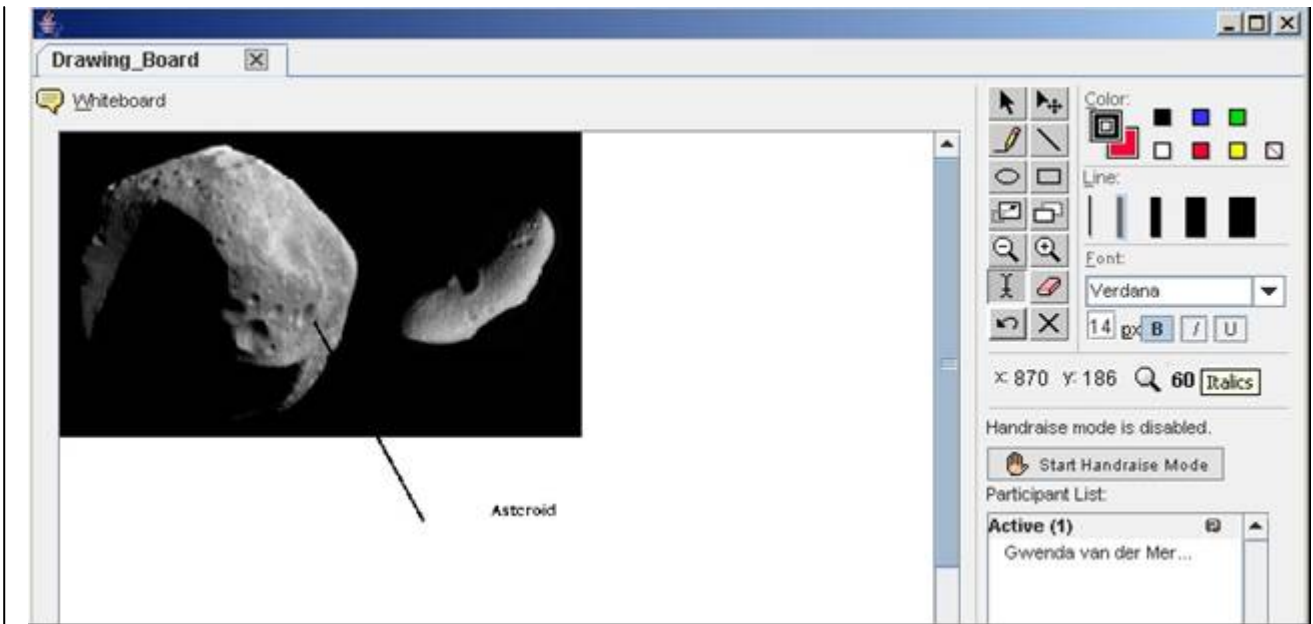 Drawing_Board
Whiteboard
Asteroid
Color:
Line:
Font:
Verdana
14 px B I U
x: 870 y: 186 60 Italics
Handraise mode is disabled.
Start Handraise Mode
Participant List:
Active (1)
Gwenda van der Mer...